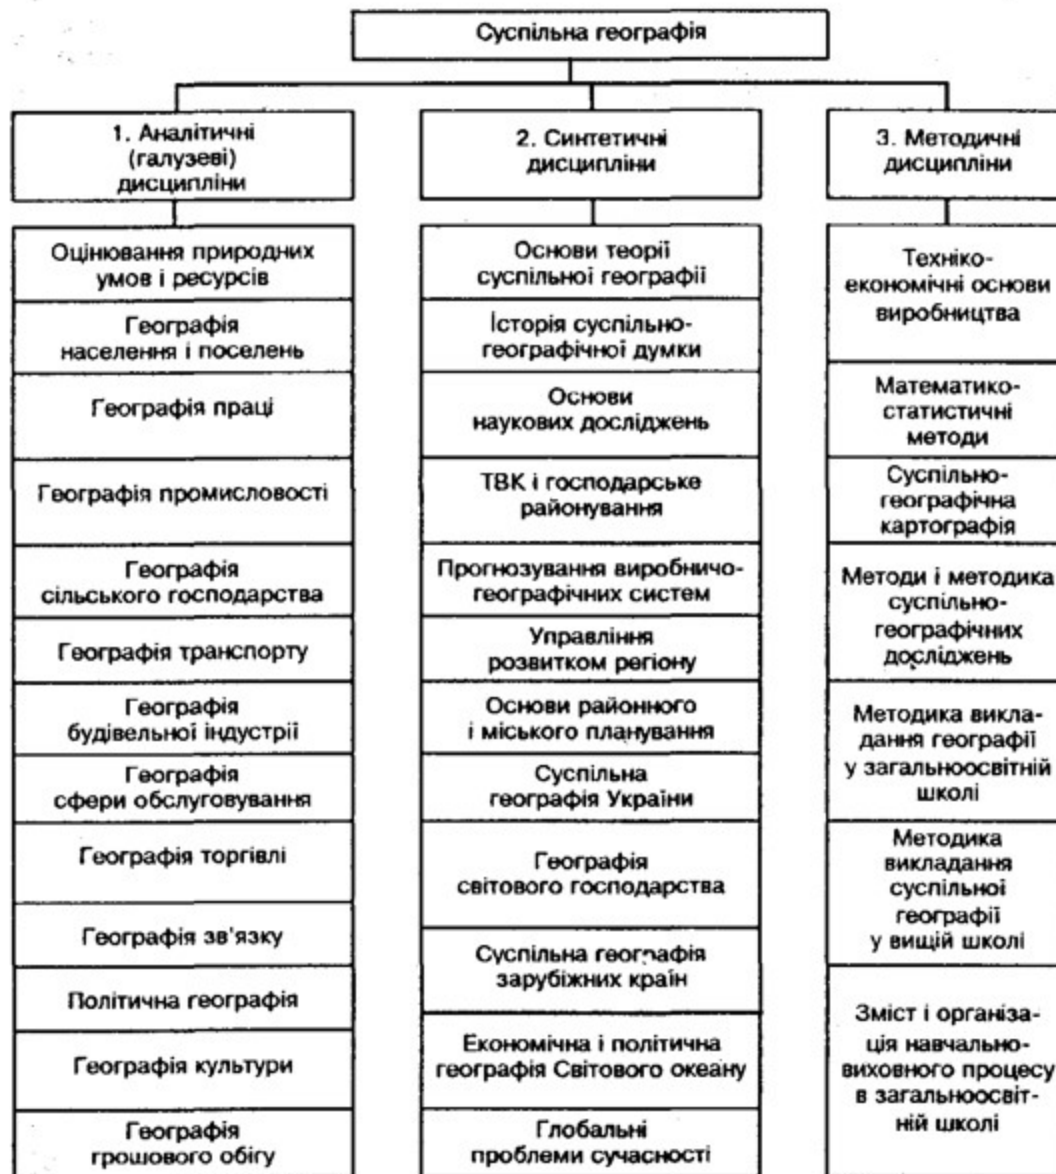 Суспільна географія
1. Аналітичні
(галузеві)
дисципліни
Оцінювання природних
умов і ресурсів
Географія
населення і поселень
Географія праці
Географія промисловості
Географія
сільського господарства
Географія транспорту
Географія
будівельної індустрії
Географія
сфери обслуговування
Географія торгівлі
Географія зв'язку
Політична географія
Географія культури
Географія
грошового обігу
2. Синтетичні
дисципліни
Основи теорії
суспільної географії
Історія суспільно-
географічної думки
Основи
наукових досліджень
ТВК і господарське
районування
Прогнозування виробничо-
географічних систем
Управління
розвитком регіону
Основи районного
і міського планування
Суспільна
географія України
Географія
світового господарства
Суспільна географія
зарубіжних країн
Економічна і політична
географія Світового океану
Глобальні
проблеми сучасності
3. Методичні
дисципліни
Техніко-
економічні основи
виробництва
Математико-
статистичні
методи
Суспільно-
географічна
картографія
Методи і методика
суспільно-
географічних
досліджень
Методика викла-
дання географії
у загальноосвітній
школі
Методика
викладання
суспільної
географії
у вищій школі
Зміст і організа-
ція навчально-
виховного процесу
в загальноосвіт-
ній школі